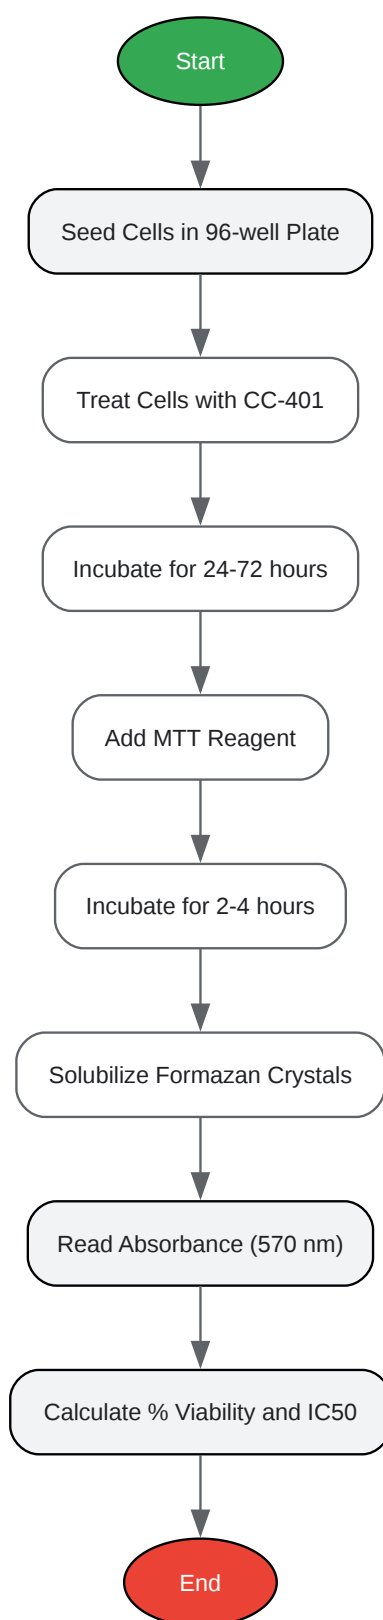 Start
Seed Cells in 96-well Plate
Treat Cells with CC-401
Incubate for 24-72 hours
Add MTT Reagent
Incubate for 2-4 hours
Solubilize Formazan Crystals
Read Absorbance (570 nm)
Calculate % Viability and IC50
End